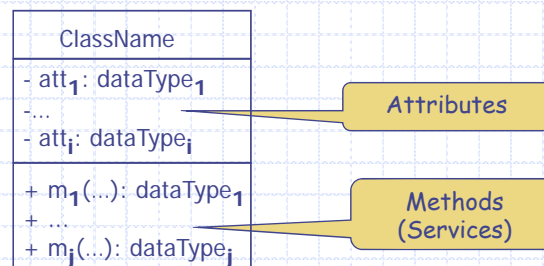 ClassName
- att1: dataType1
-...
- atti: dataTypei
Attributes
+ m1(...): dataType1
+ ...
+ mj(...): dataTypej
Methods
(Services)